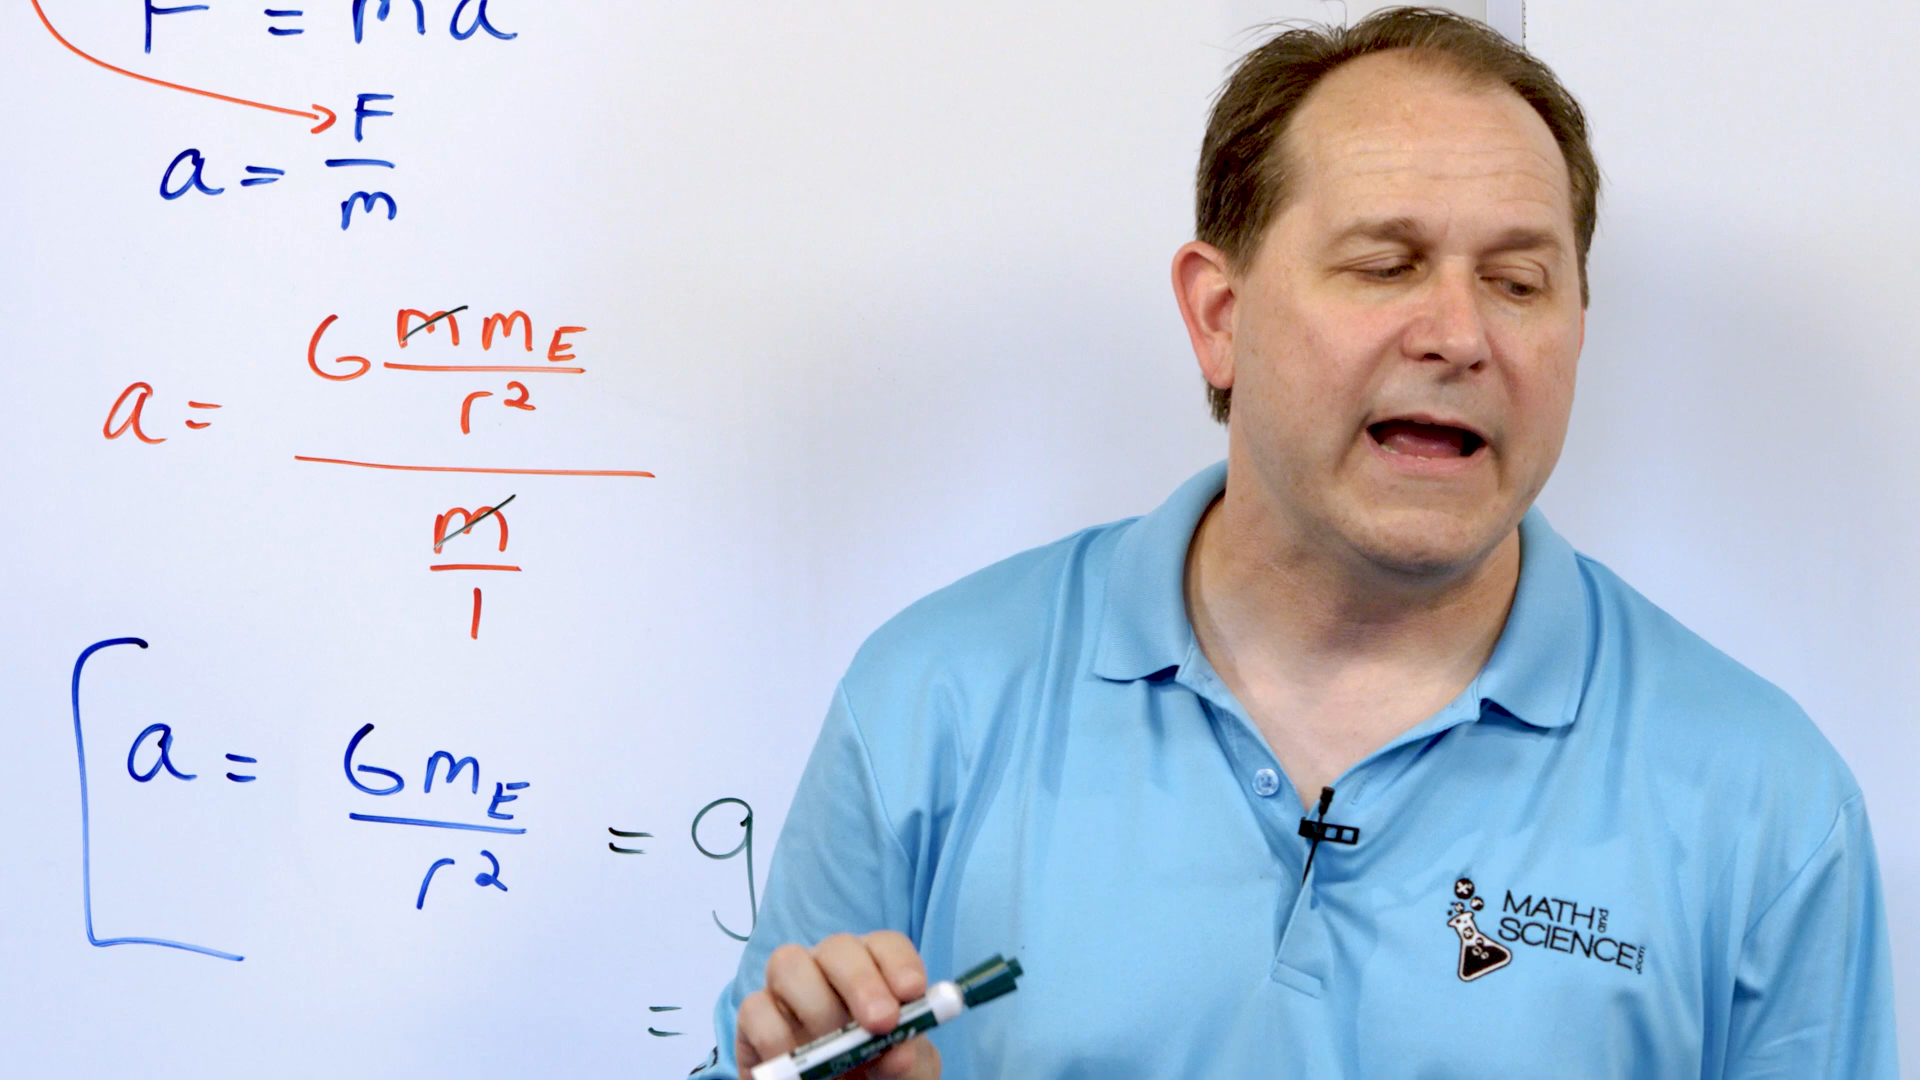 F = ma
a = F/m
a = G m m_E / r² / m / 1
a = G m_E / r² = g
=
MATH and
SCIENCE.com